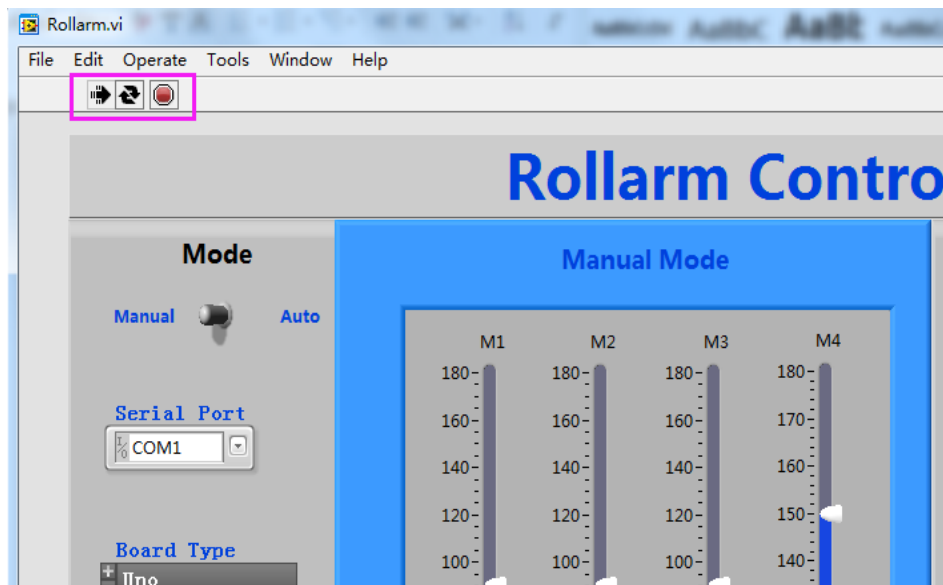 Rollarm.vi
File Edit Operate Tools Window Help
Rollarm Contro
Mode
Manual Mode
Manual Auto
M1 M2 M3 M4
180 180 180 180
Serial Port
160 160 160 170
COM1
140 140 140 160
120 120 120 150
Board Type
100 100 100 140
Uno